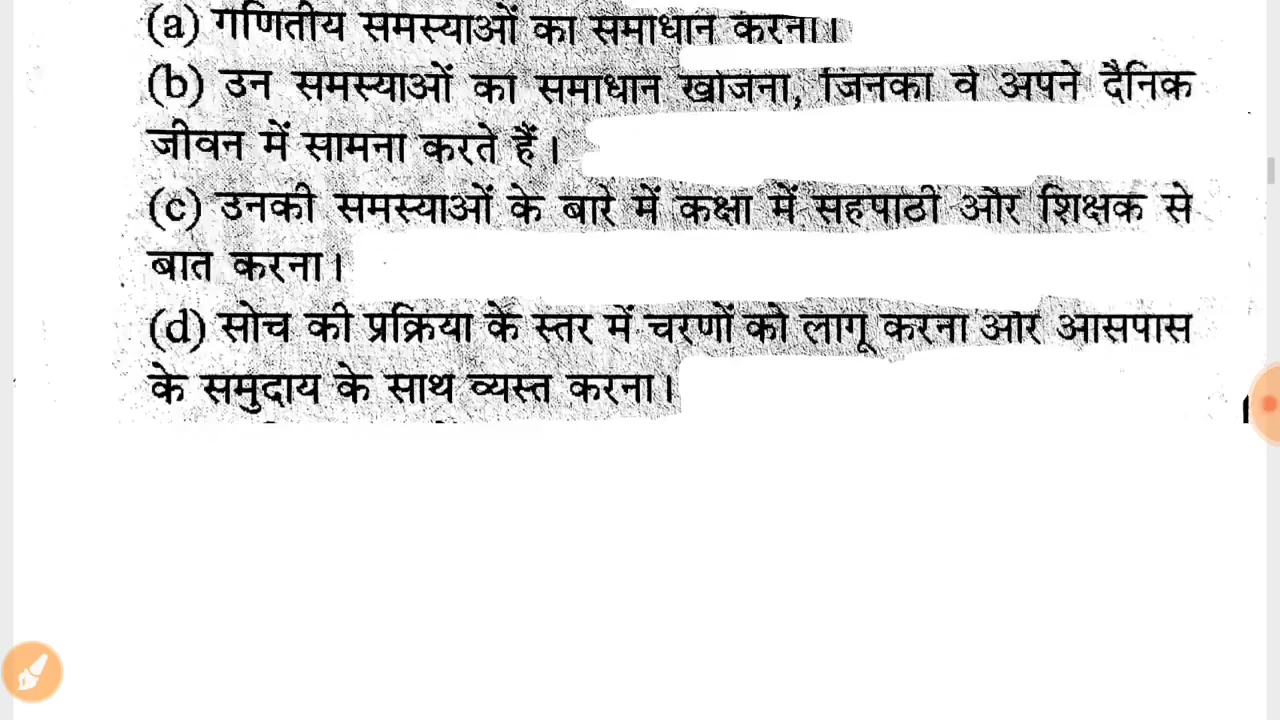 (a) गणितीय समस्याओं का समाधान करना।
(b) उन समस्याओं का समाधान खोजना, जिनका वे अपने दैनिक
जीवन में सामना करते हैं।
(c) उनकी समस्याओं के बारे में कक्षा में सहपाठी और शिक्षक से
बात करना।
(d) सोच की प्रक्रिया के स्तर में चरणों को लागू करना और आसपास
के समुदाय के साथ व्यस्त करना।